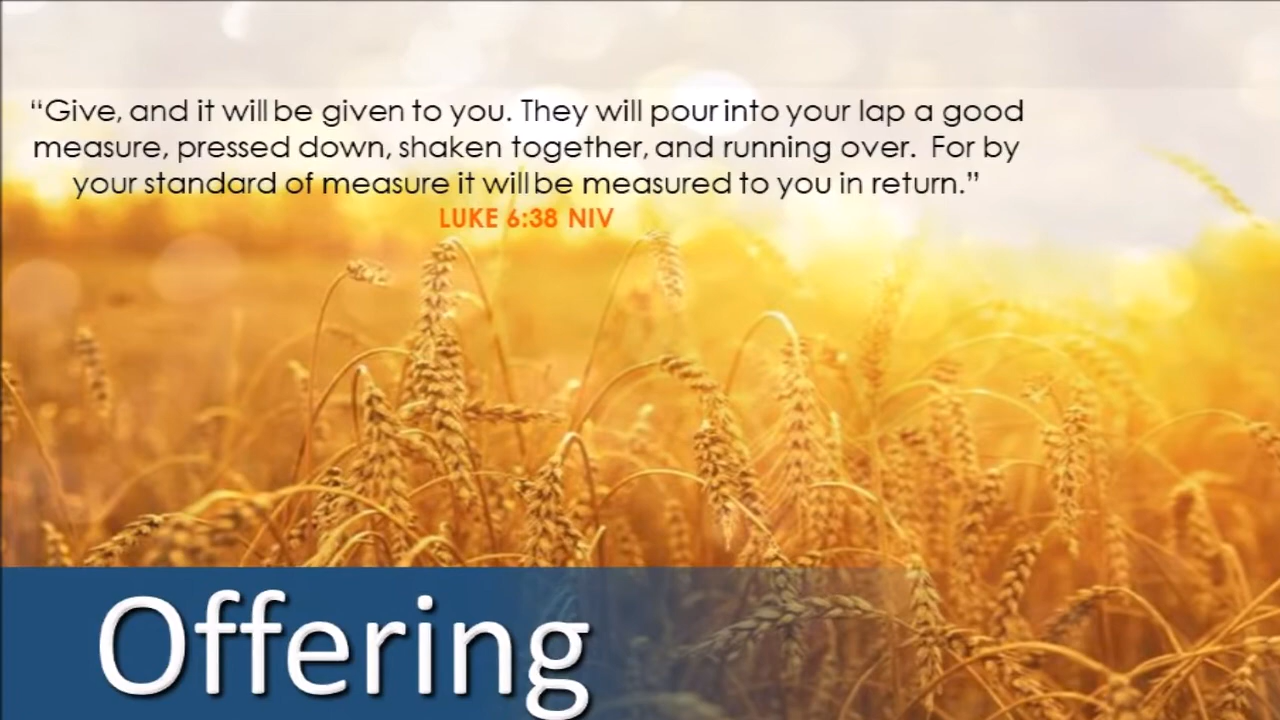 “Give, and it will be given to you. They will pour into your lap a good
measure, pressed down, shaken together, and running over. For by
your standard of measure it will be measured to you in return.”
LUKE 6:38 NIV
Offering